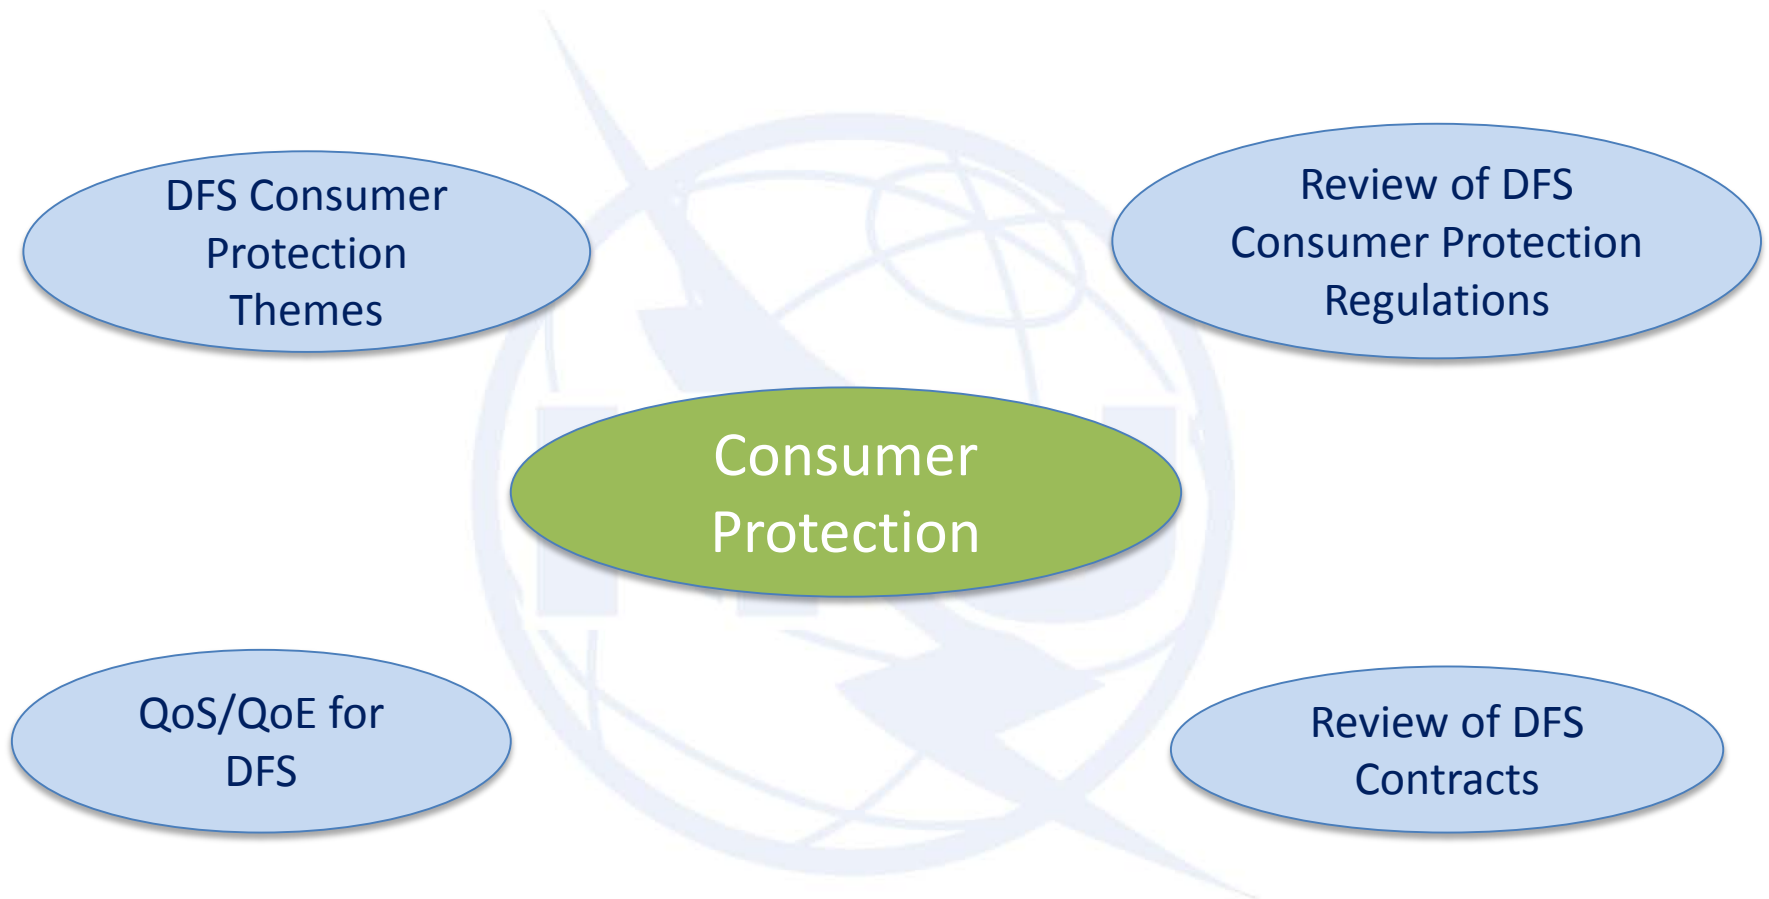 DFS Consumer
Protection
Themes
Review of DFS
Consumer Protection
Regulations
Consumer
Protection
QoS/QoE for
DFS
Review of DFS
Contracts